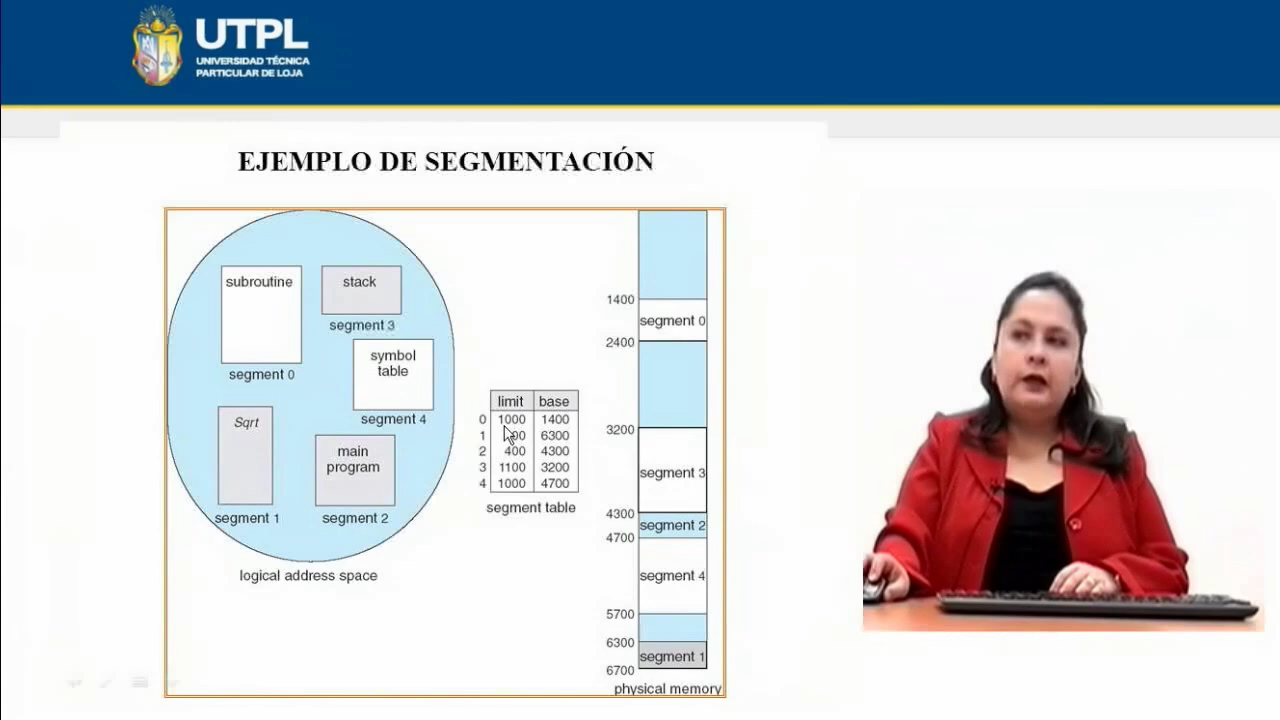 UTPL
UNIVERSIDAD TÉCNICA
PARTICULAR DE LOJA
EJEMPLO DE SEGMENTACIÓN
subroutine
segment 0
stack
segment 3
symbol
table
segment 4
Sqrt
segment 1
main
program
segment 2
logical address space
limit base
0 1000 1400
1 6300
2 400 4300
3 1100 3200
4 1000 4700
segment table
1400
segment 0
2400
3200
segment 3
4300
segment 2
4700
segment 4
5700
6300
segment 1
6700
physical memory